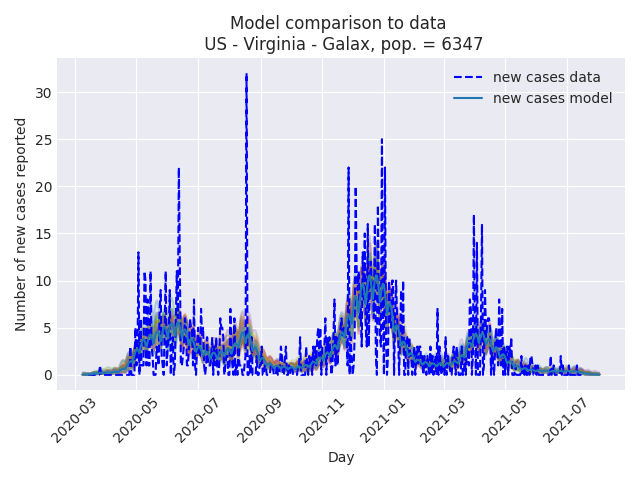 Model comparison to data
US - Virginia - Galax, pop. = 6347
new cases data
new cases model
Number of new cases reported
30
25
20
15
10
5
0
2020-03
2020-05
2020-07
2020-09
2020-11
2021-01
2021-03
2021-05
2021-07
Day